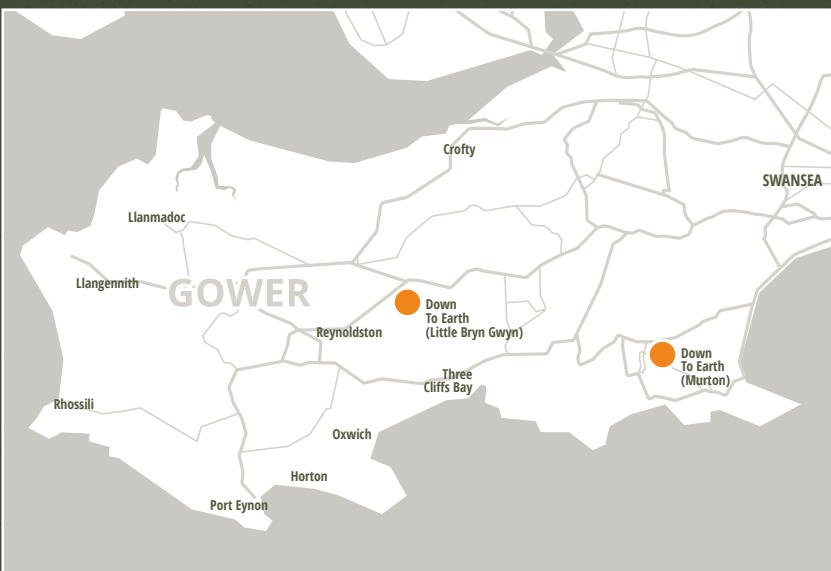 Crofty
SWANSEA
Llanmadoc
Llangennith
GOWER
Down
To Earth
(Little Bryn Gwyn)
Reynoldston
Down
To Earth
(Murton)
Three
Cliffs Bay
Rhossili
Oxwich
Horton
Port Eynon